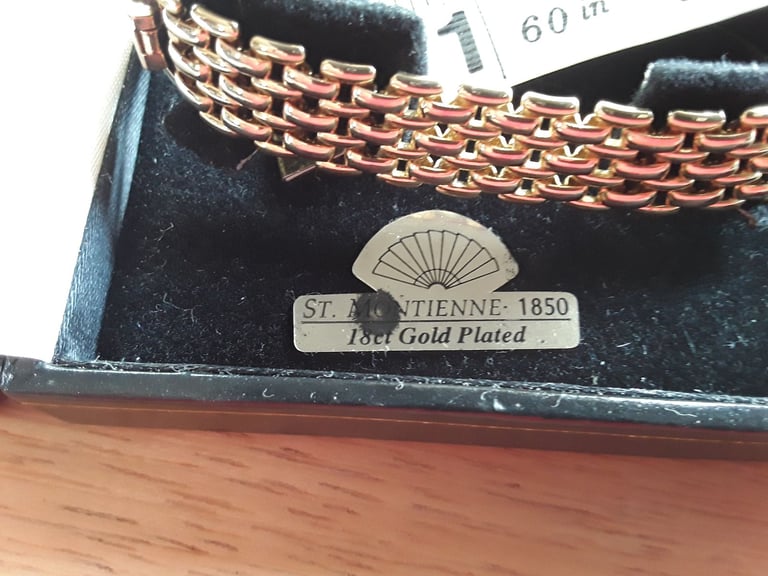 1 60 in
ST. MONTIENNE · 1850
18ct Gold Plated